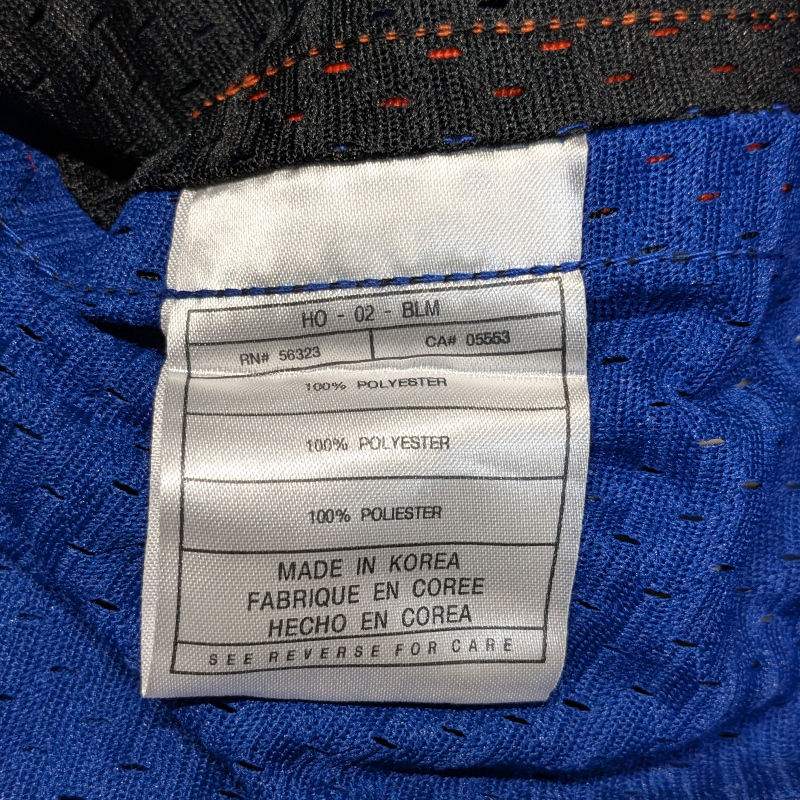 HO - 02 - BLM
RN# 56323 CA# 05553
100% POLYESTER
100% POLYESTER
100% POLIESTER
MADE IN KOREA
FABRIQUE EN COREE
HECHO EN COREA
SEE REVERSE FOR CARE